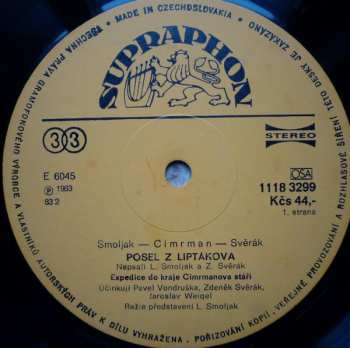 MADE IN CZECHOSLOVAKIA
VŠECHNA PRÁVA GRAMOFONOVÉHO VÝROBCE A VLASTNÍKŮ AUTORSKÝCH PRÁV K DÍLU VYHRAŽENA • POŘIZOVÁNÍ KOPIÍ, VEŘEJNÉ PROVOZOVÁNÍ A ROZHLASOVÉ ŠÍŘENÍ TÉTO DESKY JE ZAKÁZÁNO
SUPRAPHON
33
STEREO
E 6045
℗ 1983
83 2
OSA
1118 3299
Kčs 44,-
1. strana
Smoljak — Cimrman — Svěrák
POSEL Z LIPTÁKOVA
Napsali L. Smoljak a Z. Svěrák
Expedice do kraje Cimrmanova stáří
Účinkují Pavel Vondruška, Zdeněk Svěrák,
Jaroslav Weigel
Režie představení L. Smoljak